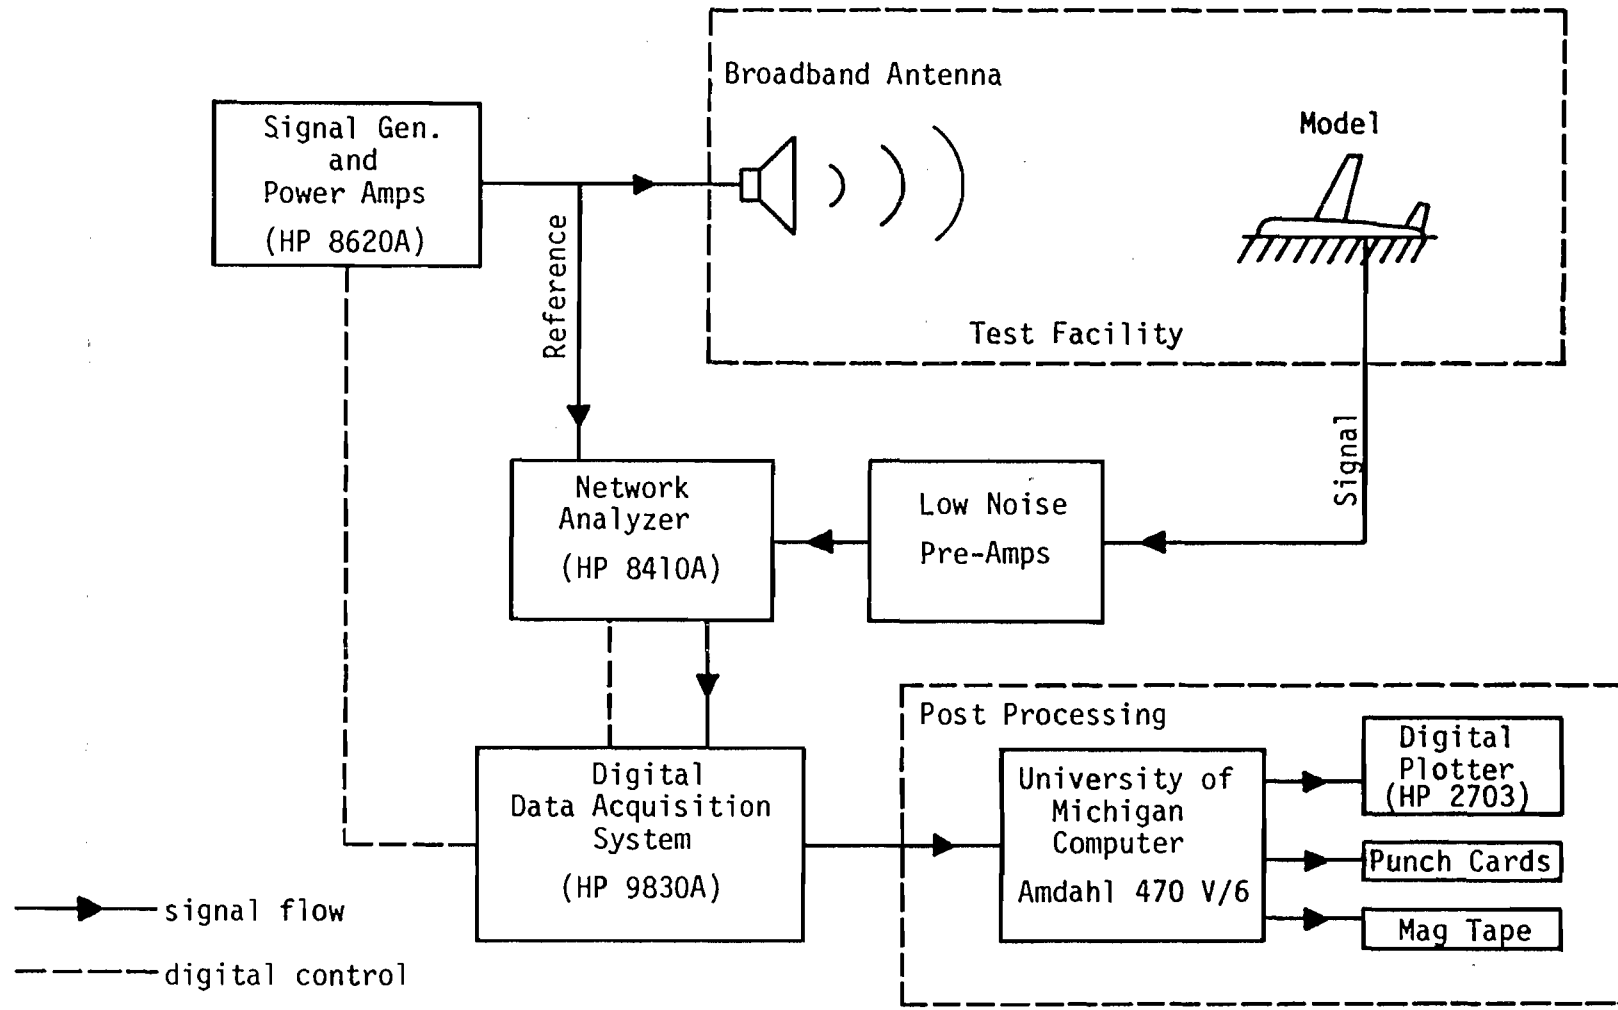 Broadband Antenna
Signal Gen.
and
Power Amps
(HP 8620A)
Model
Reference
Test Facility
Signal
Network
Analyzer
(HP 8410A)
Low Noise
Pre-Amps
Post Processing
Digital
Data Acquisition
System
(HP 9830A)
University of
Michigan
Computer
Amdahl 470 V/6
Digital
Plotter
(HP 2703)
Punch Cards
Mag Tape
signal flow
digital control